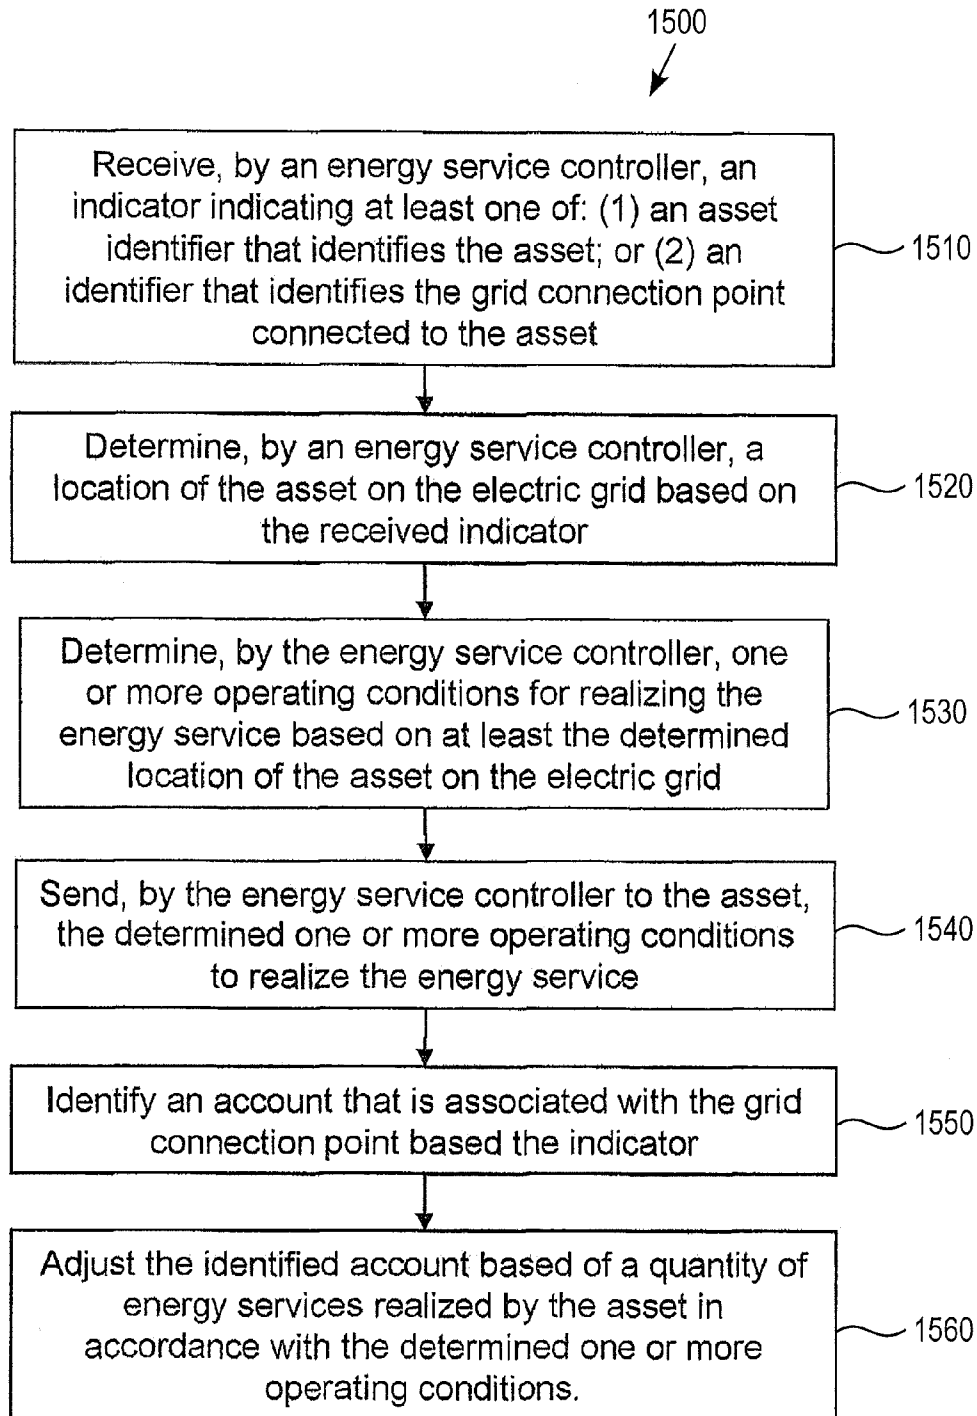 1500
Receive, by an energy service controller, an
indicator indicating at least one of: (1) an asset
identifier that identifies the asset; or (2) an
identifier that identifies the grid connection point
connected to the asset
1510
Determine, by an energy service controller, a
location of the asset on the electric grid based on
the received indicator
1520
Determine, by the energy service controller, one
or more operating conditions for realizing the
energy service based on at least the determined
location of the asset on the electric grid
1530
Send, by the energy service controller to the asset,
the determined one or more operating conditions
to realize the energy service
1540
Identify an account that is associated with the grid
connection point based the indicator
1550
Adjust the identified account based of a quantity of
energy services realized by the asset in
accordance with the determined one or more
operating conditions.
1560